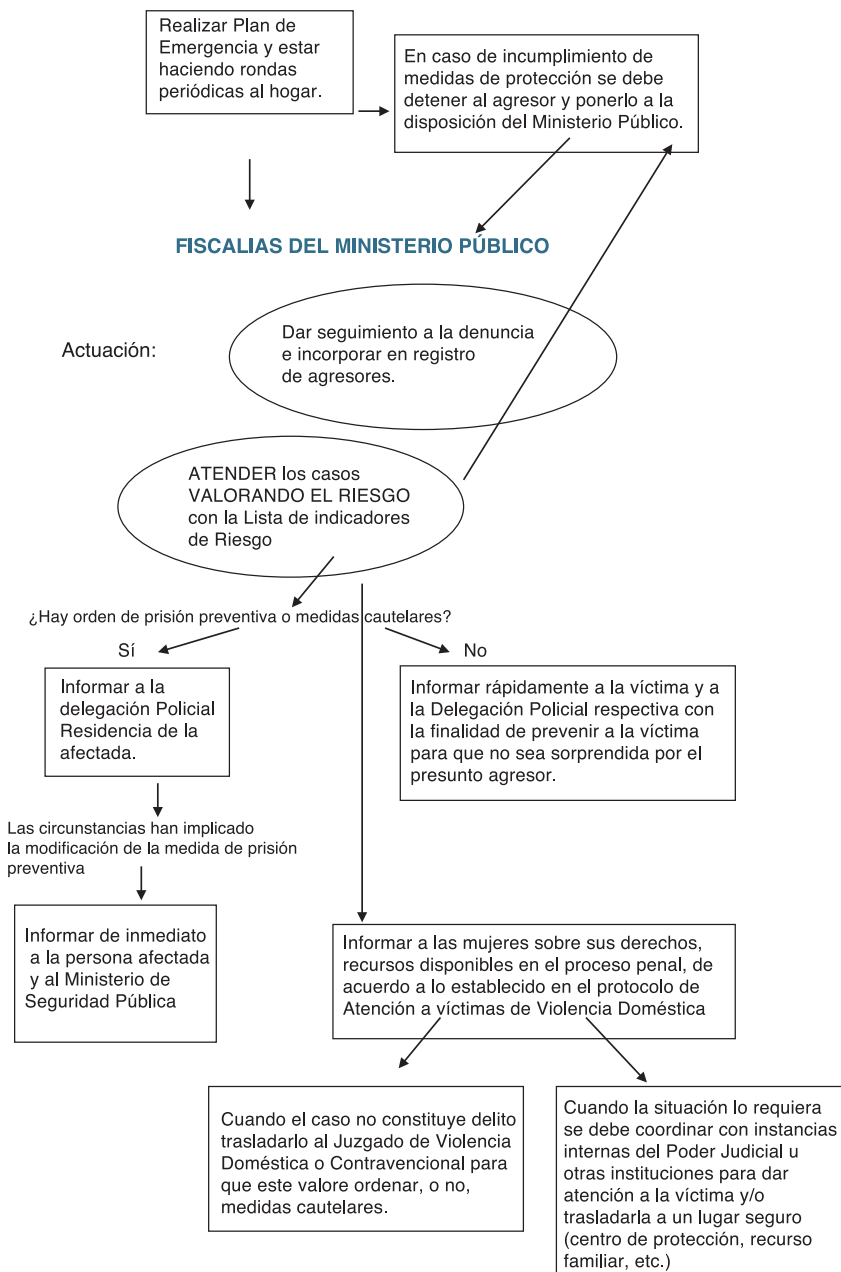 Realizar Plan de
Emergencia y estar
haciendo rondas
periódicas al hogar.
En caso de incumplimiento de
medidas de protección se debe
detener al agresor y ponerlo a la
disposición del Ministerio Público.
FISCALIAS DEL MINISTERIO PÚBLICO
Actuación:
Dar seguimiento a la denuncia
e incorporar en registro
de agresores.
ATENDER los casos
VALORANDO EL RIESGO
con la Lista de indicadores
de Riesgo
¿Hay orden de prisión preventiva o medidas cautelares?
Sí
No
Informar a la
delegación Policial
Residencia de la
afectada.
Informar rápidamente a la víctima y a
la Delegación Policial respectiva con
la finalidad de prevenir a la víctima
para que no sea sorprendida por el
presunto agresor.
Las circunstancias han implicado
la modificación de la medida de prisión
preventiva
Informar de inmediato
a la persona afectada
y al Ministerio de
Seguridad Pública
Informar a las mujeres sobre sus derechos,
recursos disponibles en el proceso penal, de
acuerdo a lo establecido en el protocolo de
Atención a víctimas de Violencia Doméstica
Cuando el caso no constituye delito
trasladarlo al Juzgado de Violencia
Doméstica o Contravencional para
que este valore ordenar, o no,
medidas cautelares.
Cuando la situación lo requiera
se debe coordinar con instancias
internas del Poder Judicial u
otras instituciones para dar
atención a la víctima y/o
trasladarla a un lugar seguro
(centro de protección, recurso
familiar, etc.)